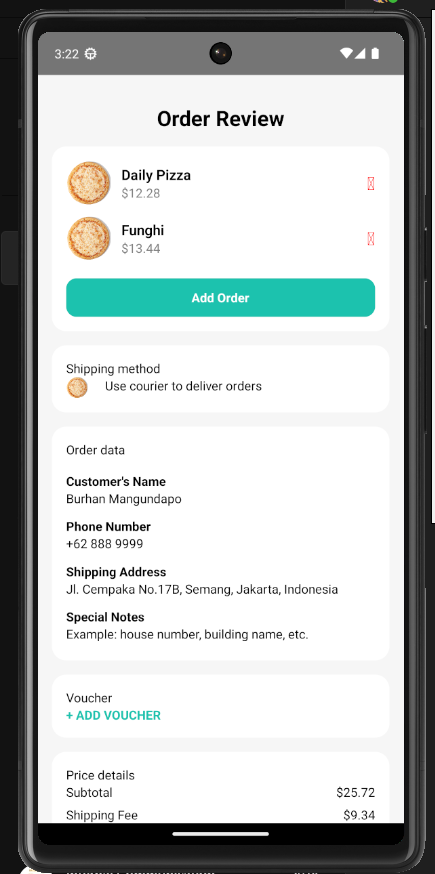 3:22
Order Review
Daily Pizza
$12.28
Funghi
$13.44
Add Order
Shipping method
Use courier to deliver orders
Order data
Customer's Name
Burhan Mangundapo
Phone Number
+62 888 9999
Shipping Address
Jl. Cempaka No.17B, Semang, Jakarta, Indonesia
Special Notes
Example: house number, building name, etc.
Voucher
+ ADD VOUCHER
Price details
Subtotal $25.72
Shipping Fee $9.34